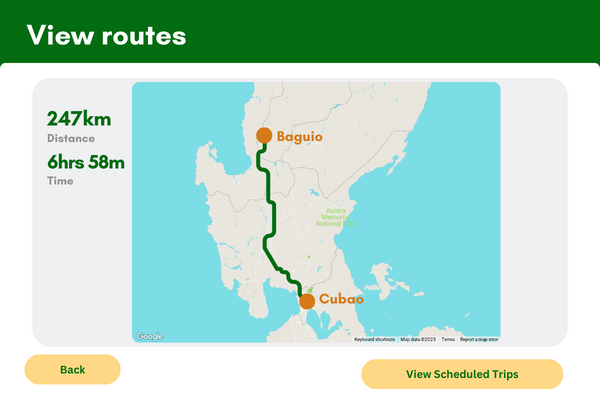 View routes
247km
Distance
6hrs 58m
Time
Baguio
Aurora
Memorial
National Park
Cubao
Google
Keyboard shortcuts Map data ©2023 Terms Report a map error
Back
View Scheduled Trips